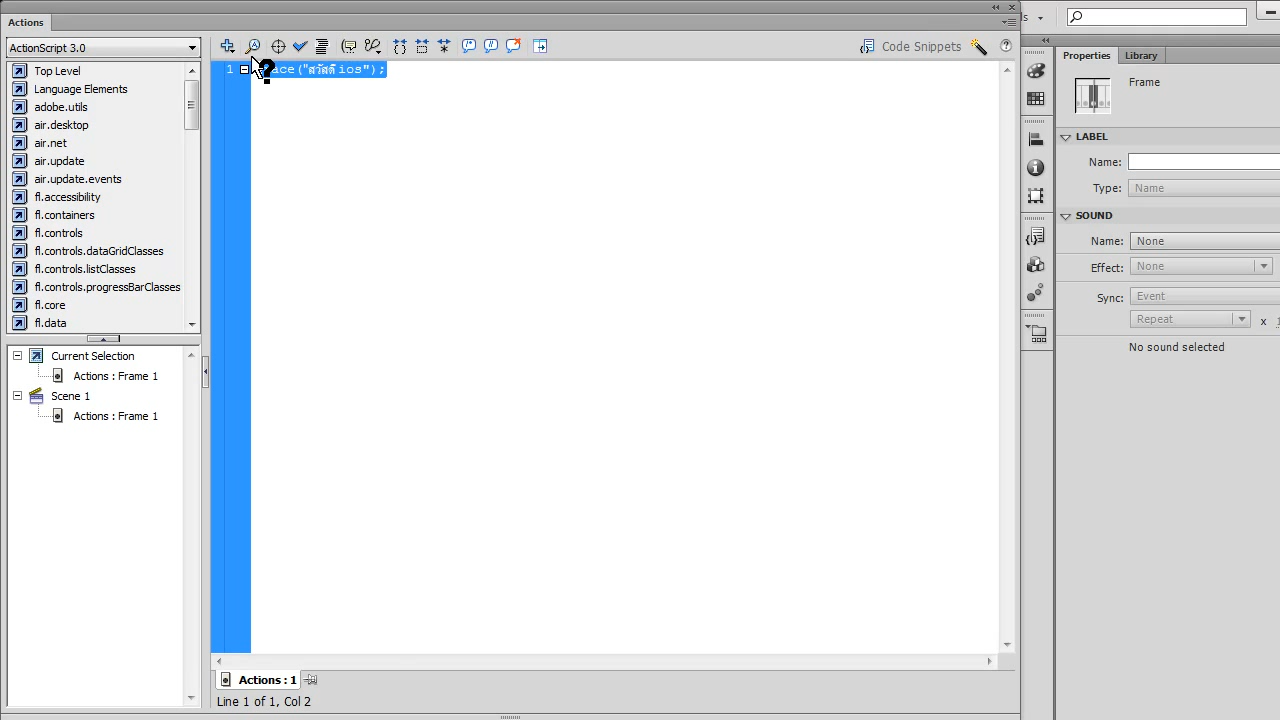 Actions
ActionScript 3.0
Top Level
Language Elements
adobe.utils
air.desktop
air.net
air.update
air.update.events
fl.accessibility
fl.containers
fl.controls
fl.controls.dataGridClasses
fl.controls.listClasses
fl.controls.progressBarClasses
fl.core
fl.data
Current Selection
Actions : Frame 1
Scene 1
Actions : Frame 1
Code Snippets
1
ace("สวัสดี ios");
Actions : 1
Line 1 of 1, Col 2
Properties
Library
Frame
LABEL
Name:
Type: Name
SOUND
Name: None
Effect: None
Sync: Event
Repeat x
No sound selected